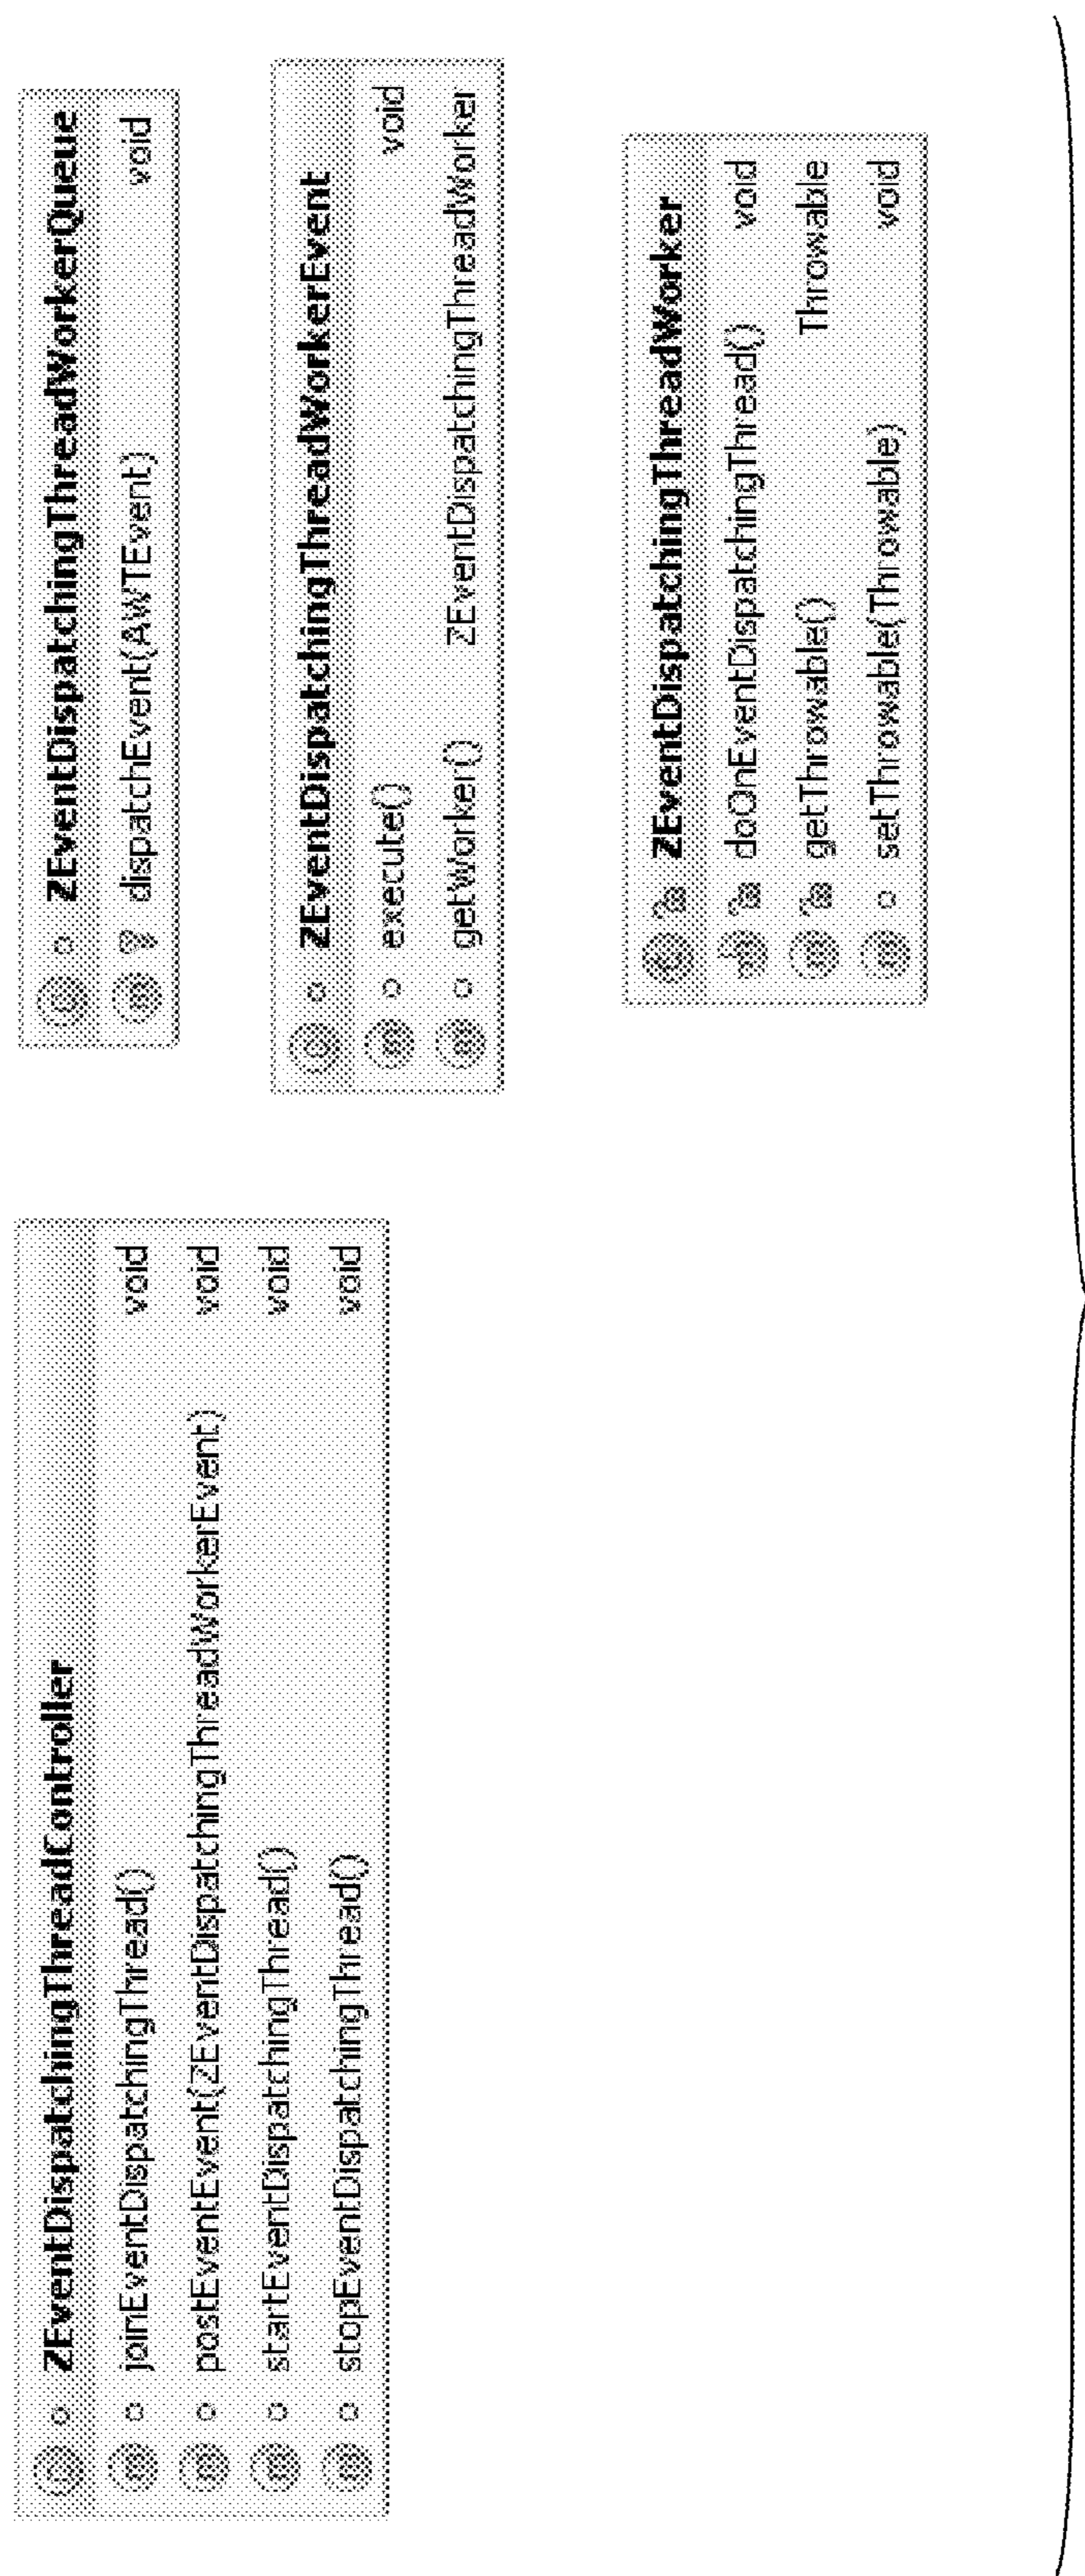 ZEventDispatchingThreadController
joinEventDispatchingThread() void
postEvent(ZEventDispatchingThreadWorkerEvent) void
startEventDispatchingThread() void
stopEventDispatchingThread() void
ZEventDispatchingThreadWorkerQueue
dispatchEvent(AWTEvent) void
ZEventDispatchingThreadWorkerEvent
execute() void
getWorker() ZEventDispatchingThreadWorker
ZEventDispatchingThreadWorker
doOnEventDispatchingThread() void
getThrowable() Throwable
setThrowable(Throwable) void